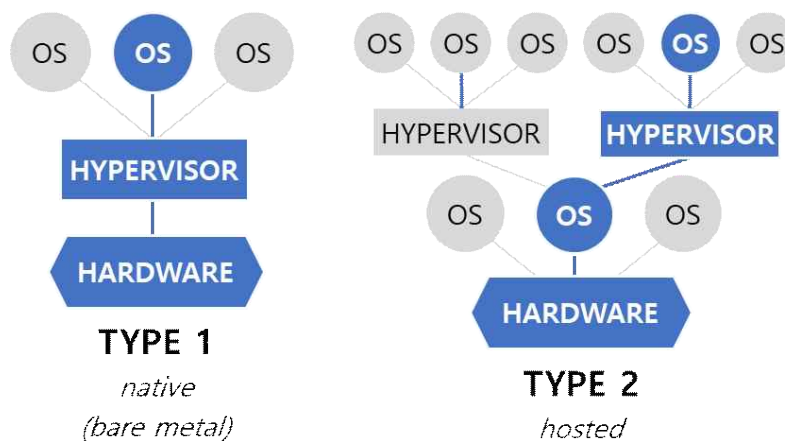 OS OS OS
HYPERVISOR
HARDWARE
TYPE 1
native
(bare metal)
OS OS OS OS OS OS
HYPERVISOR HYPERVISOR
OS OS OS
HARDWARE
TYPE 2
hosted